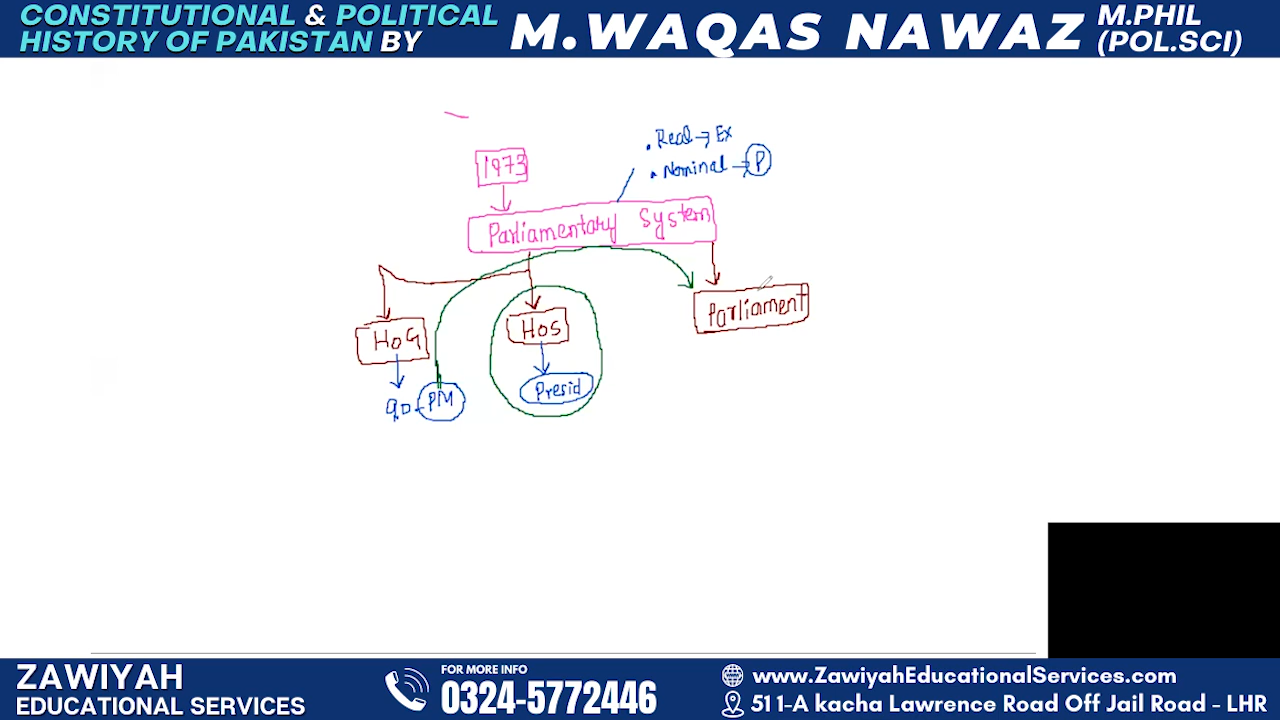 CONSTITUTIONAL & POLITICAL
HISTORY OF PAKISTAN BY
M.WAQAS NAWAZ
M.PHIL
(POL.SCI)
. Real → Ex
. Nominal → P
1973
Parliamentary System
HoG
HoS
Parliament
PM
Presid
ZAWIYAH
EDUCATIONAL SERVICES
FOR MORE INFO
0324-5772446
www.ZawiyahEducationalServices.com
511-A kacha Lawrence Road Off Jail Road - LHR